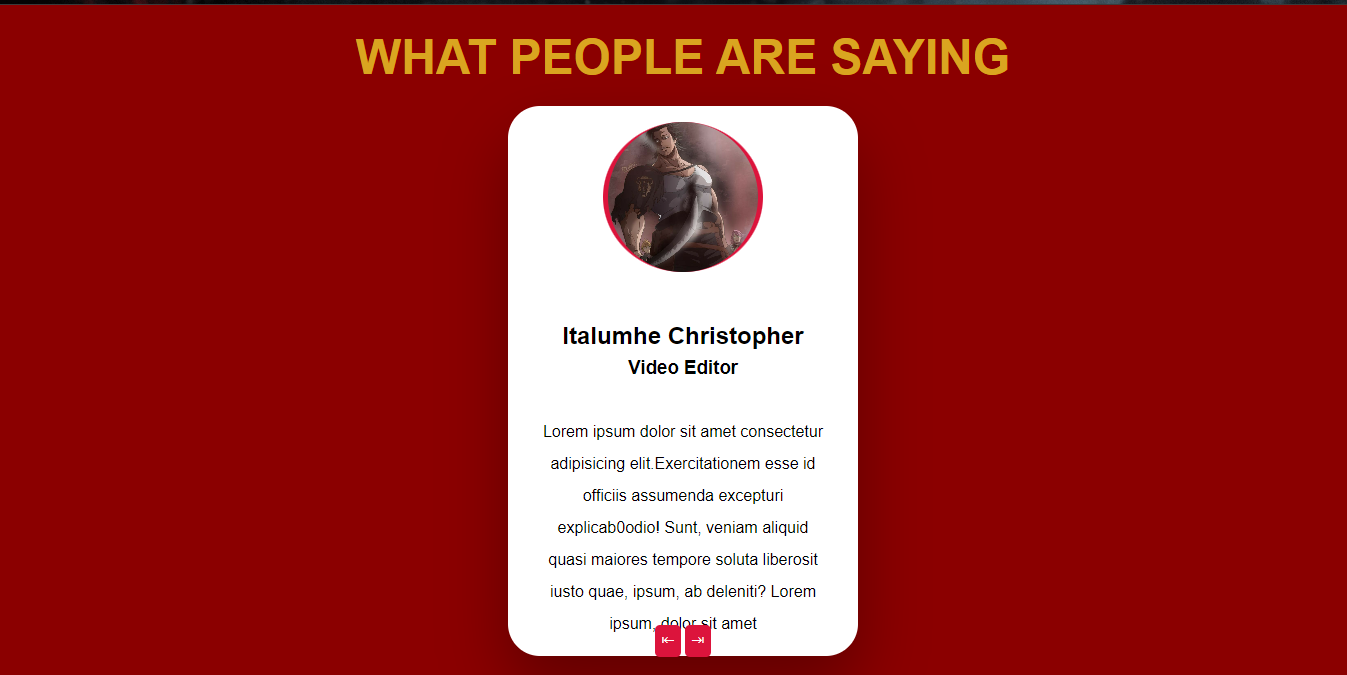 WHAT PEOPLE ARE SAYING
Italumhe Christopher
Video Editor
Lorem ipsum dolor sit amet consectetur
adipisicing elit.Exercitationem esse id
officiis assumenda excepturi
explicab0odio! Sunt, veniam aliquid
quasi maiores tempore soluta liberosit
iusto quae, ipsum, ab deleniti? Lorem
ipsum, dolor sit amet